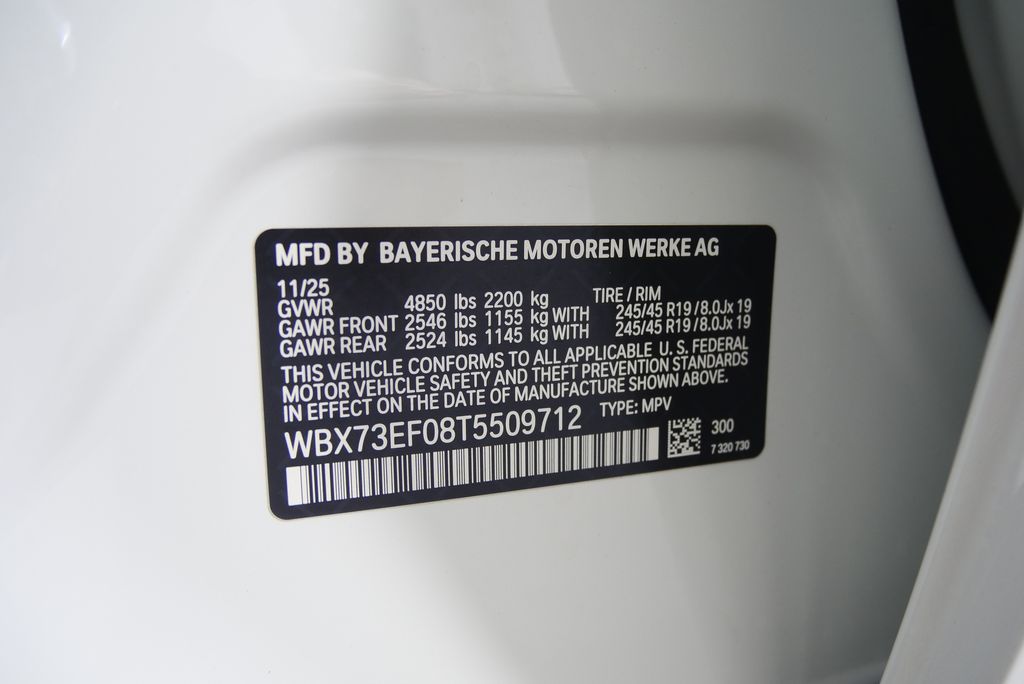 MFD BY BAYERISCHE MOTOREN WERKE AG
11/25
GVWR 4850 lbs 2200 kg TIRE / RIM
GAWR FRONT 2546 lbs 1155 kg WITH 245/45 R19 / 8.0Jx 19
GAWR REAR 2524 lbs 1145 kg WITH 245/45 R19 / 8.0Jx 19
THIS VEHICLE CONFORMS TO ALL APPLICABLE U. S. FEDERAL
MOTOR VEHICLE SAFETY AND THEFT PREVENTION STANDARDS
IN EFFECT ON THE DATE OF MANUFACTURE SHOWN ABOVE.
WBX73EF08T5509712 TYPE: MPV
300
7 320 730